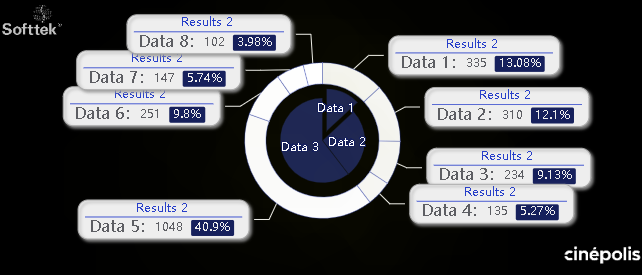 Softtek
Results 2
Data 8: 102 3.98%
Results 2
Data 7: 147 5.74%
Results 2
Data 6: 251 9.8%
Results 2
Data 5: 1048 40.9%
Results 2
Data 1: 335 13.08%
Results 2
Data 2: 310 12.1%
Results 2
Data 3: 234 9.13%
Results 2
Data 4: 135 5.27%
Data 1
Data 2
Data 3
cinépolis